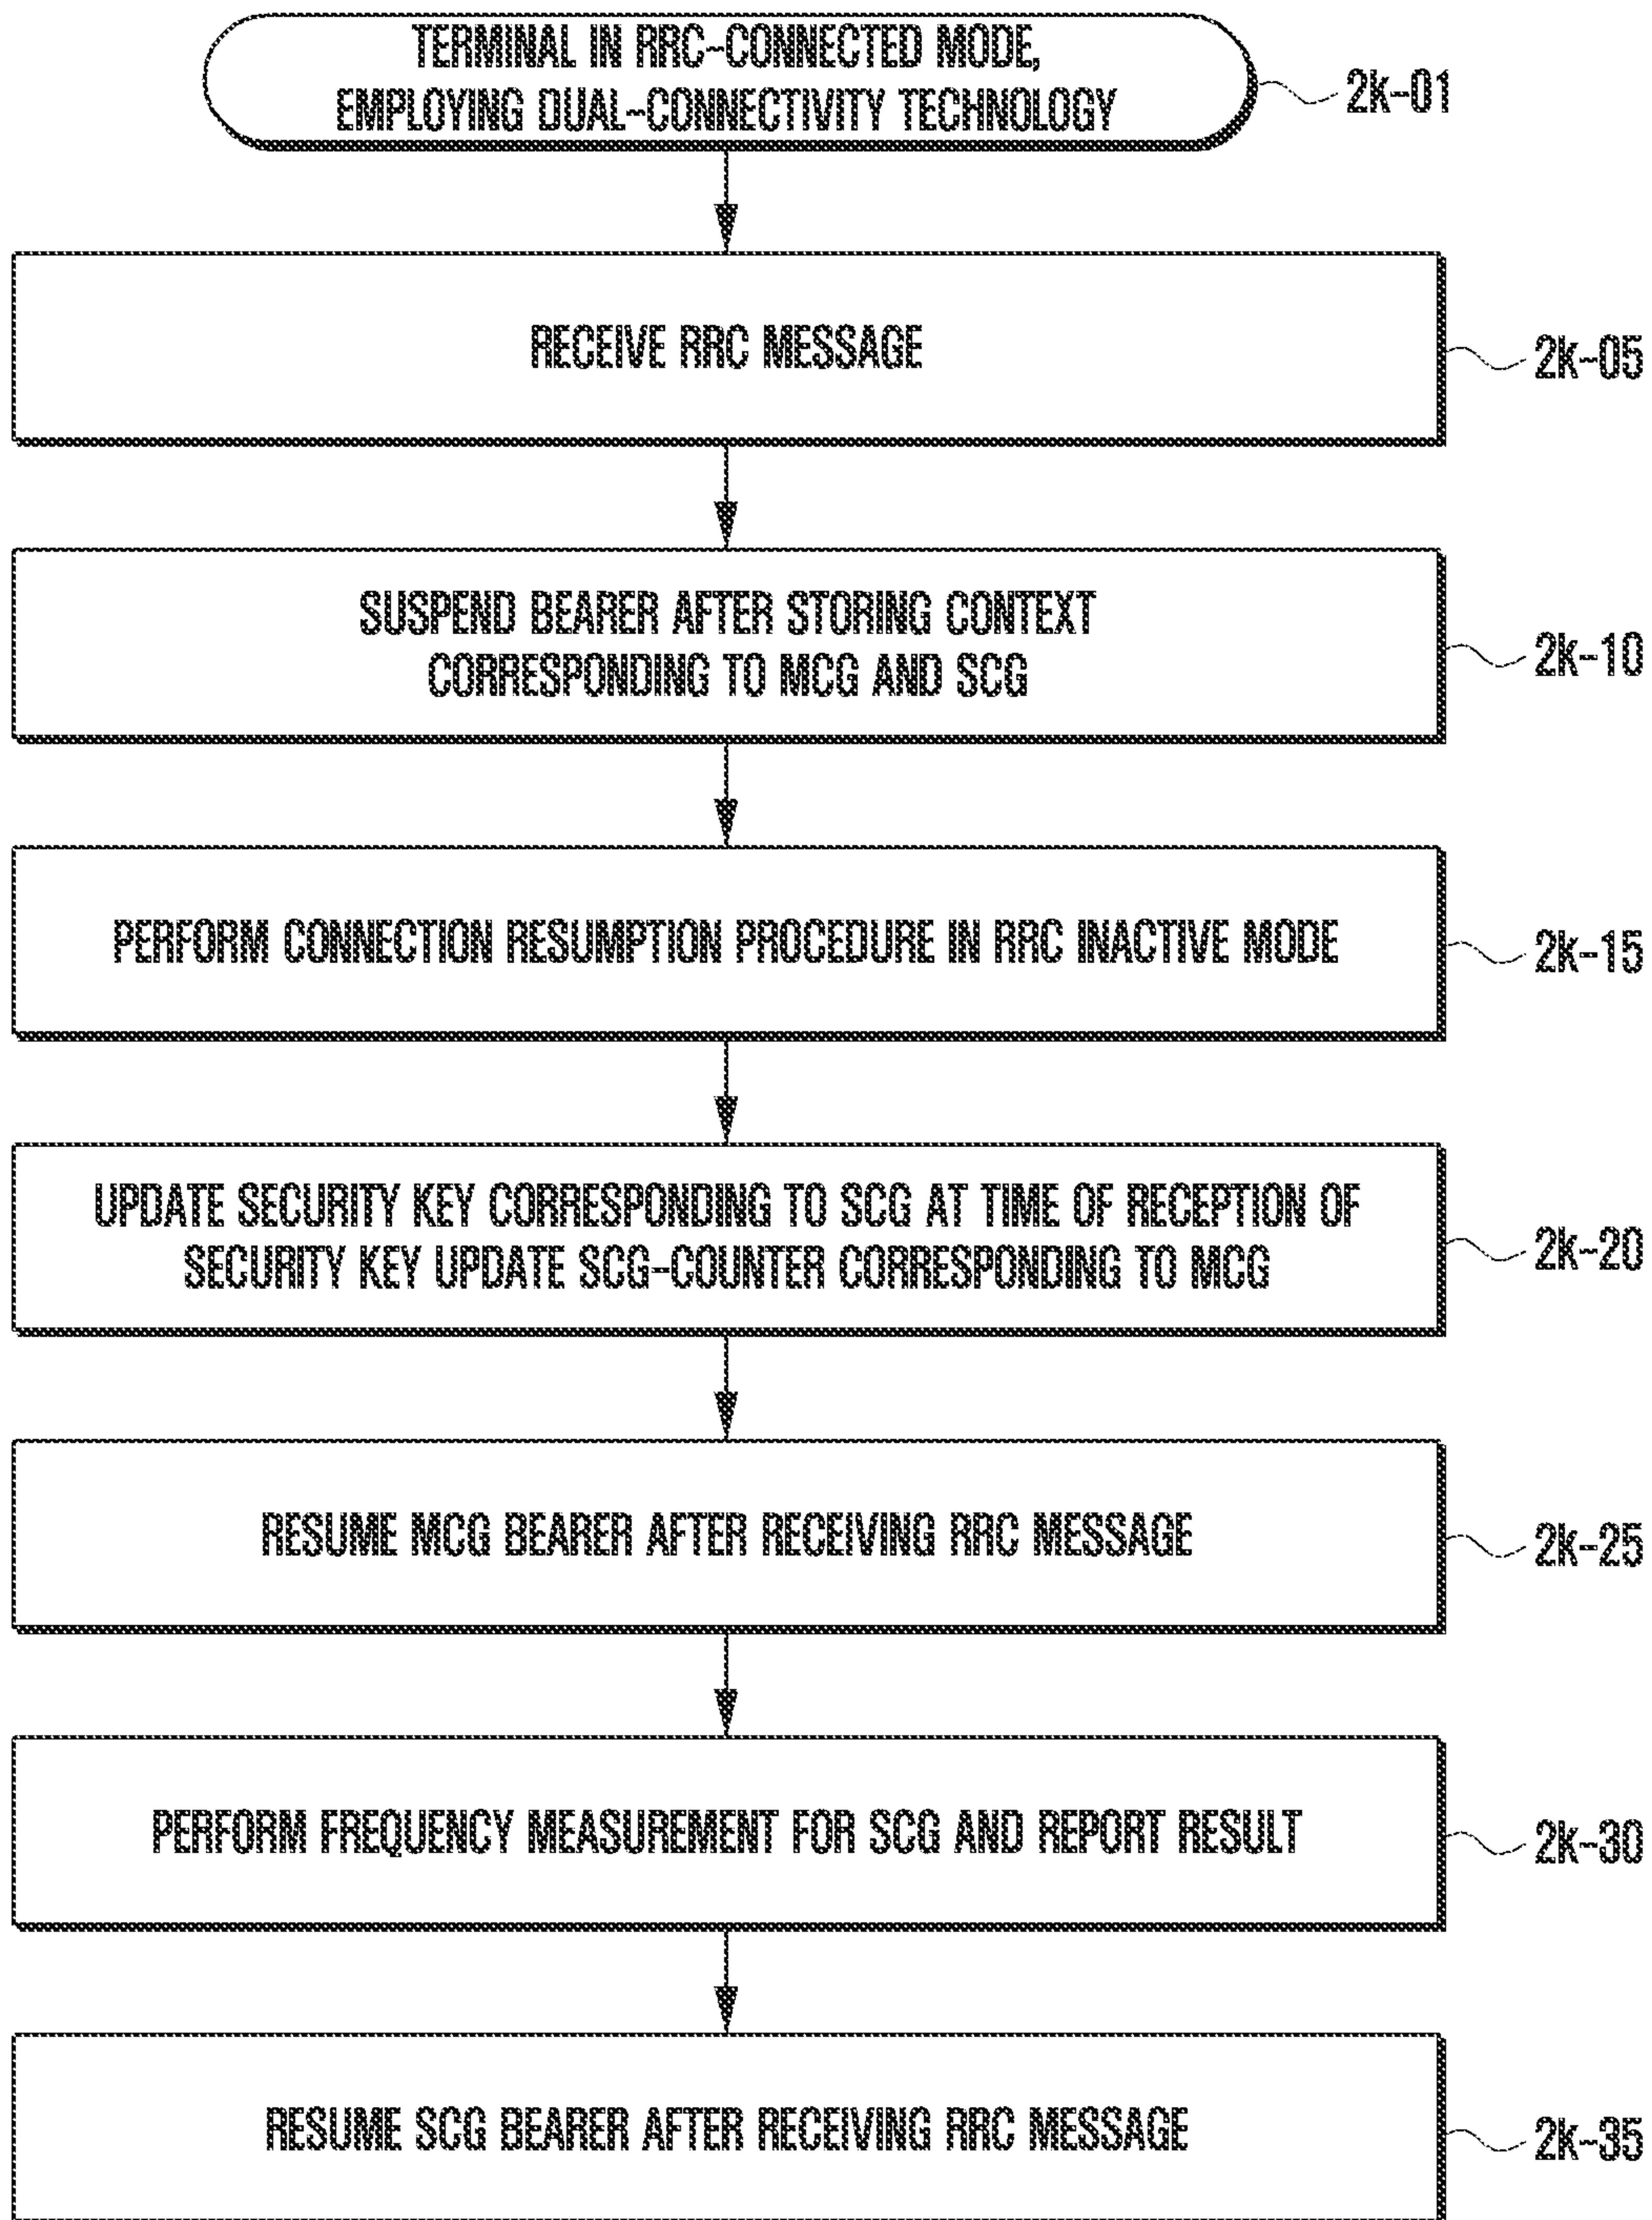 TERMINAL IN RRC-CONNECTED MODE,
EMPLOYING DUAL-CONNECTIVITY TECHNOLOGY
2k-01
RECEIVE RRC MESSAGE
2k-05
SUSPEND BEARER AFTER STORING CONTEXT
CORRESPONDING TO MCG AND SCG
2k-10
PERFORM CONNECTION RESUMPTION PROCEDURE IN RRC INACTIVE MODE
2k-15
UPDATE SECURITY KEY CORRESPONDING TO SCG AT TIME OF RECEPTION OF
SECURITY KEY UPDATE SCG-COUNTER CORRESPONDING TO MCG
2k-20
RESUME MCG BEARER AFTER RECEIVING RRC MESSAGE
2k-25
PERFORM FREQUENCY MEASUREMENT FOR SCG AND REPORT RESULT
2k-30
RESUME SCG BEARER AFTER RECEIVING RRC MESSAGE
2k-35